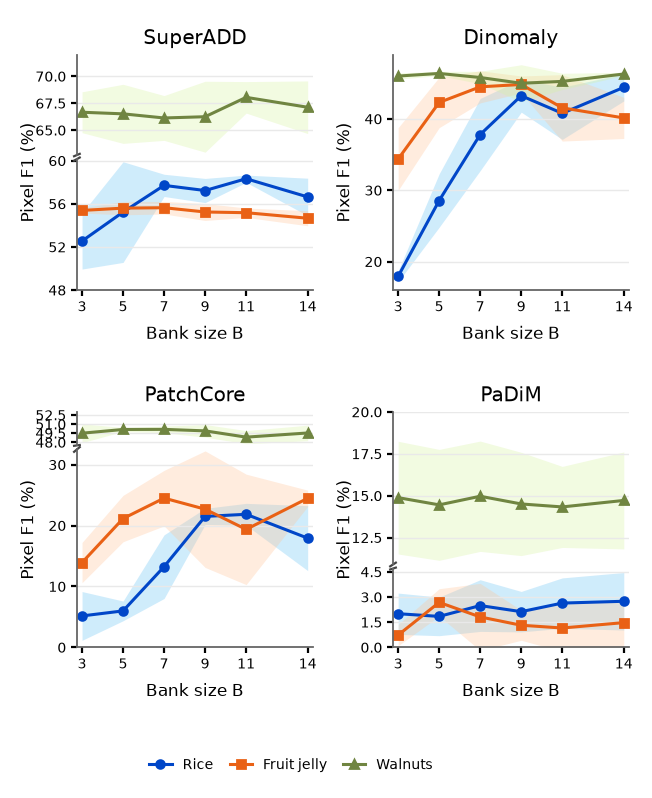 SuperADD
Pixel F1 (%)
70.0
67.5
65.0
60
56
52
48
3 5 7 9 11 14
Bank size B
Dinomaly
Pixel F1 (%)
40
30
20
3 5 7 9 11 14
Bank size B
PatchCore
Pixel F1 (%)
52.5
51.0
49.5
48.0
30
20
10
0
3 5 7 9 11 14
Bank size B
PaDiM
Pixel F1 (%)
20.0
17.5
15.0
12.5
4.5
3.0
1.5
0.0
3 5 7 9 11 14
Bank size B
Rice Fruit jelly Walnuts